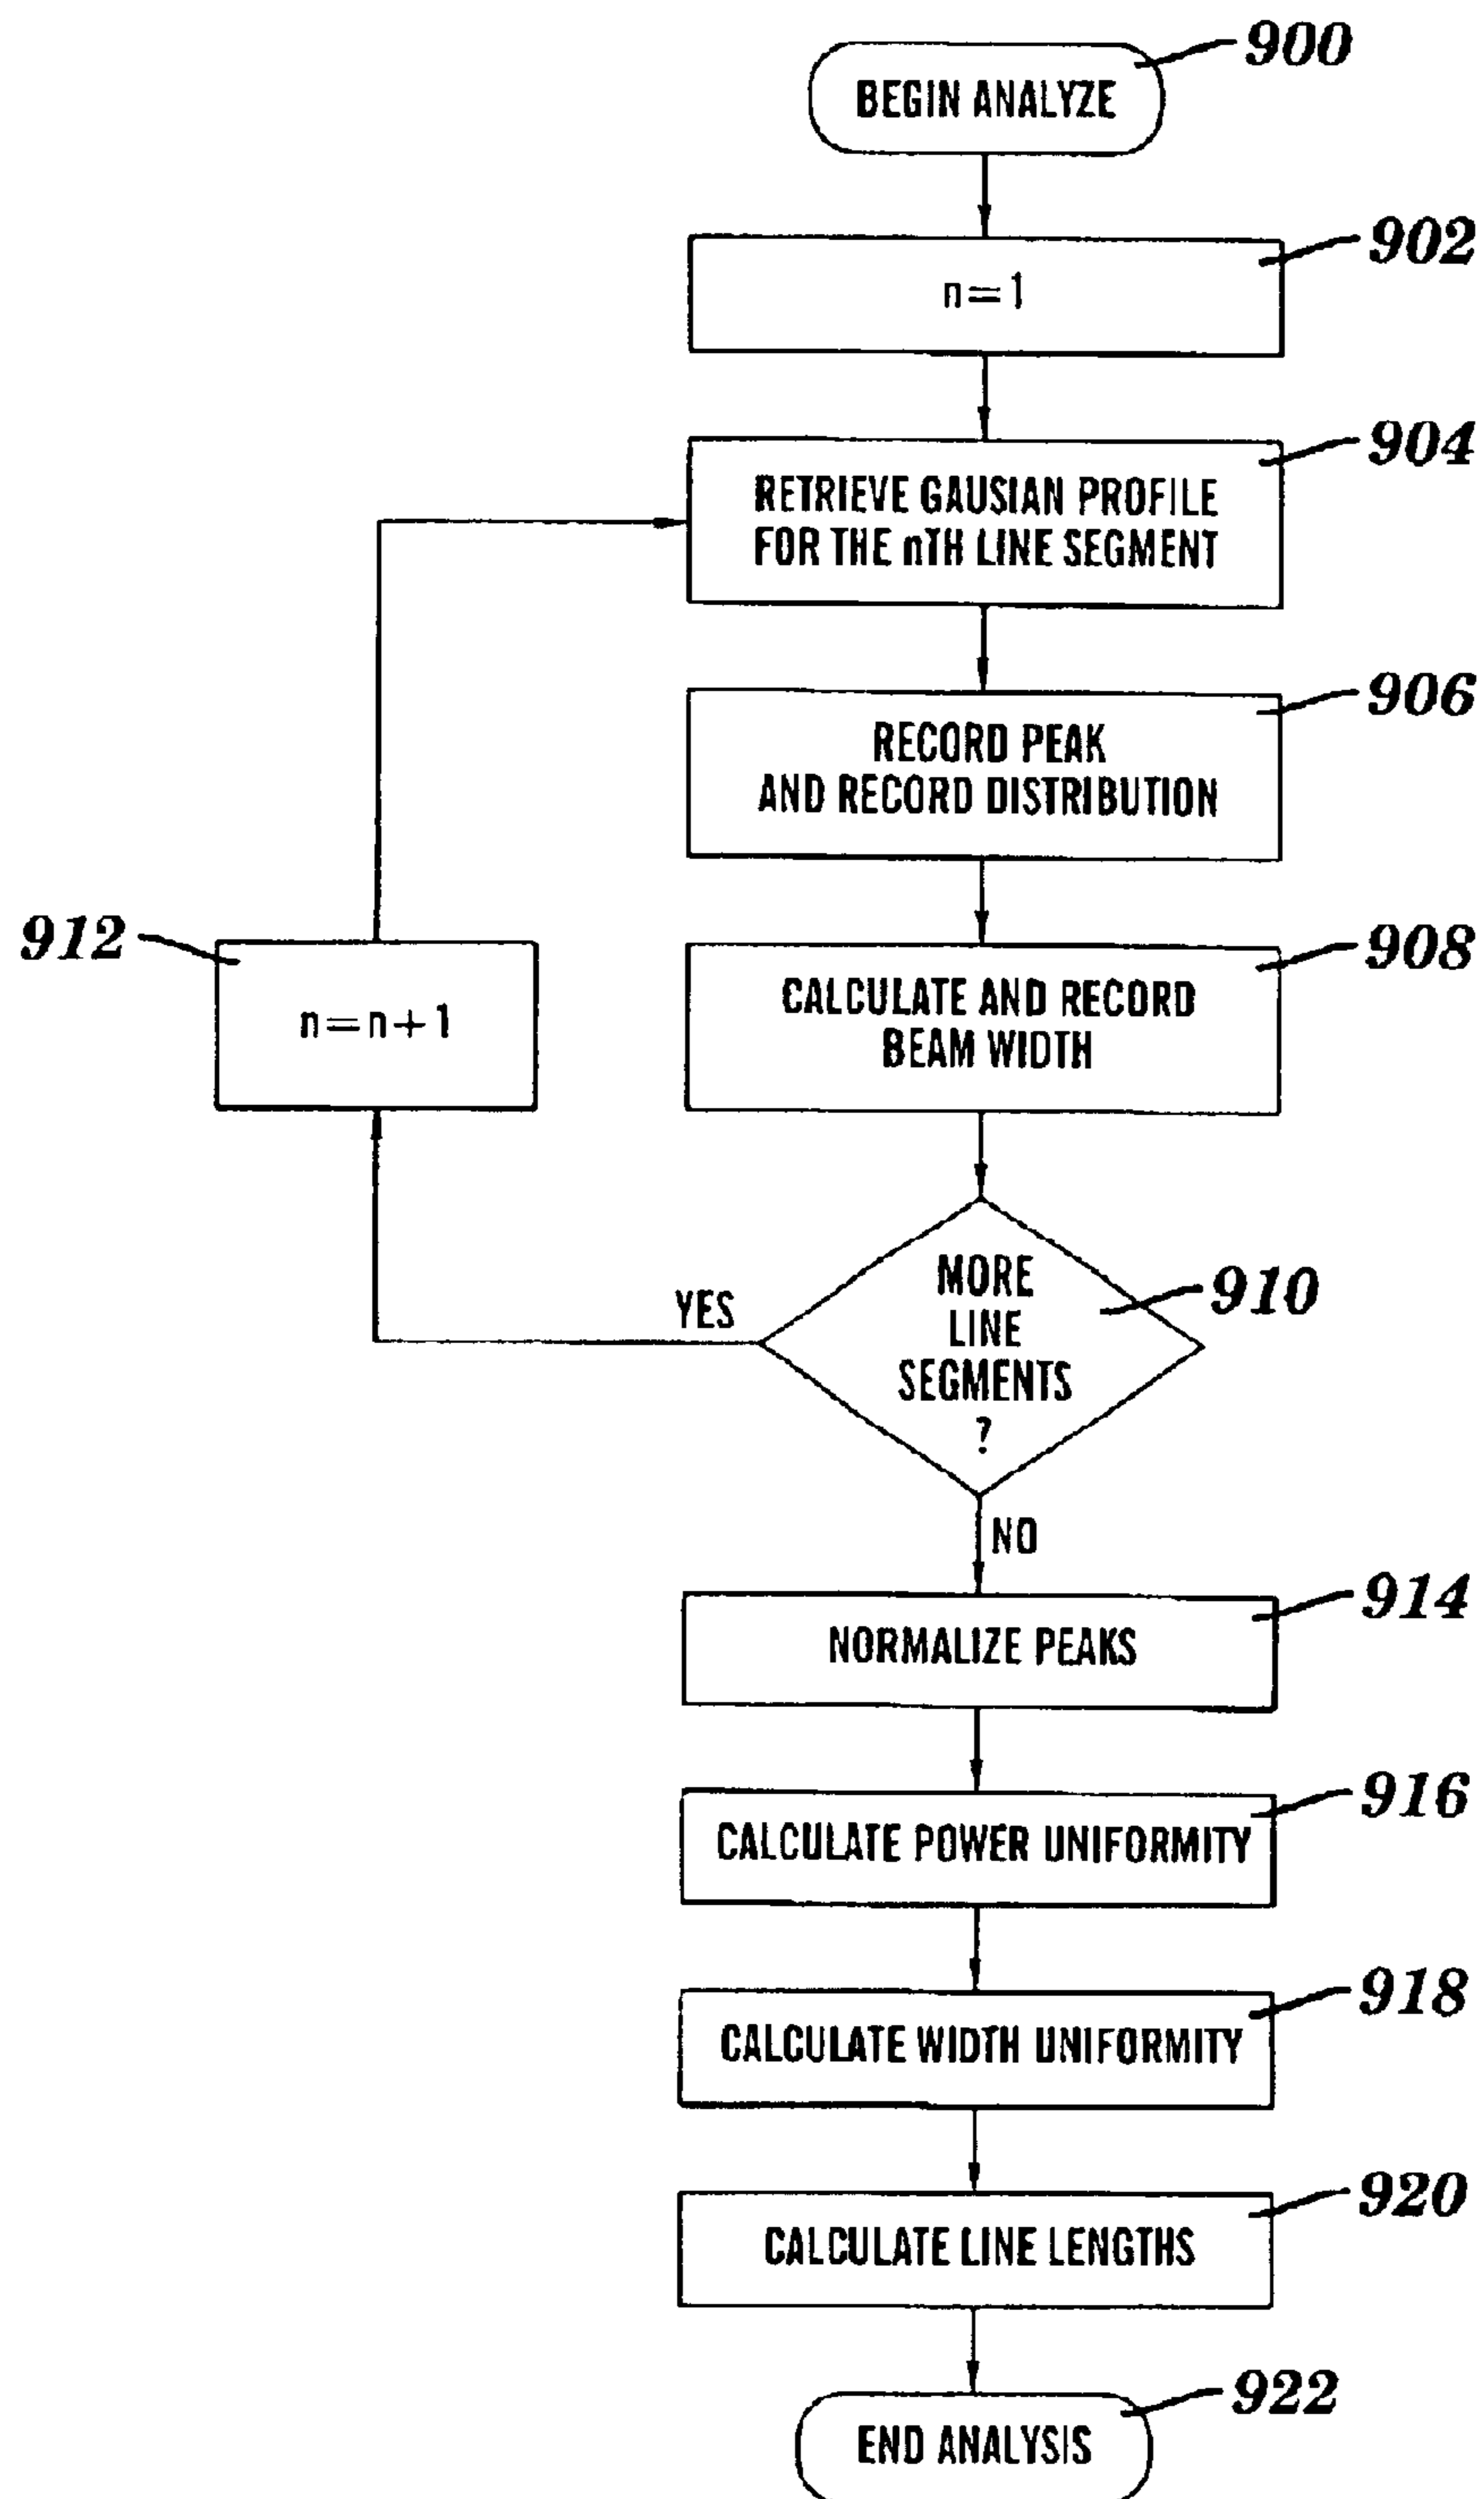 900
BEGIN ANALYZE
902
n=1
904
RETRIEVE GAUSIAN PROFILE
FOR THE nTH LINE SEGMENT
906
RECORD PEAK
AND RECORD DISTRIBUTION
908
CALCULATE AND RECORD
BEAM WIDTH
912
n=n+1
910
MORE
LINE
SEGMENTS
?
YES
NO
914
NORMALIZE PEAKS
916
CALCULATE POWER UNIFORMITY
918
CALCULATE WIDTH UNIFORMITY
920
CALCULATE LINE LENGTHS
922
END ANALYSIS